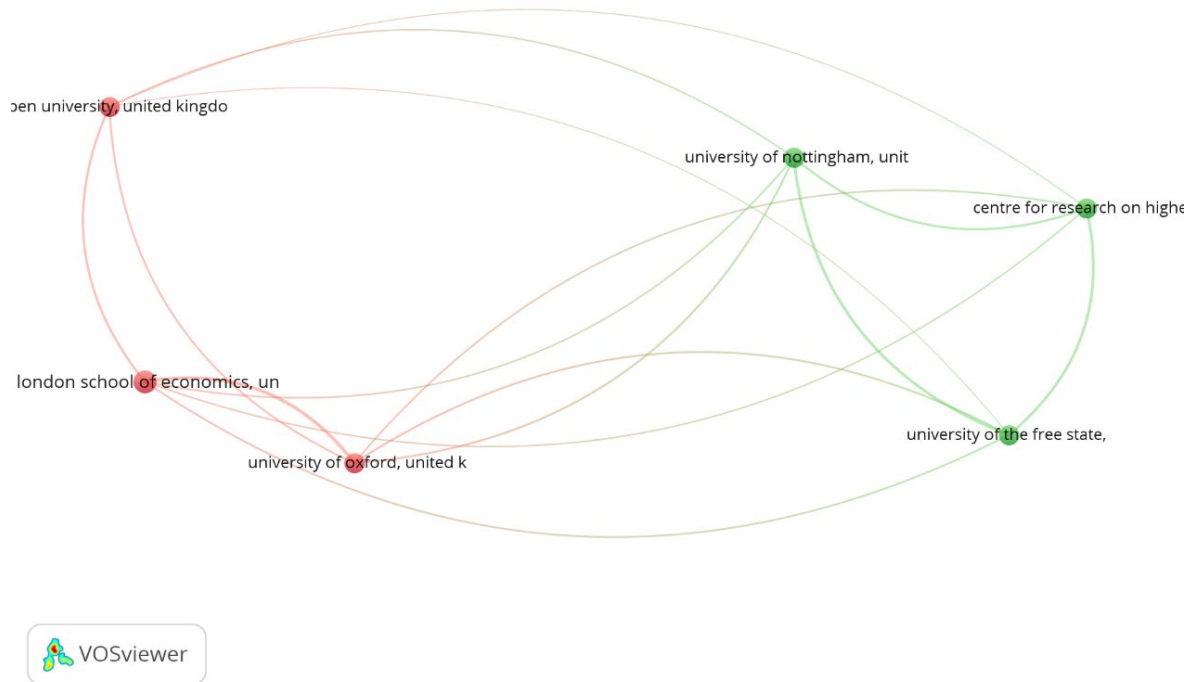 pen university, united kingdo
university of nottingham, unit
centre for research on highe
london school of economics, un
university of the free state,
university of oxford, united k
VOSviewer